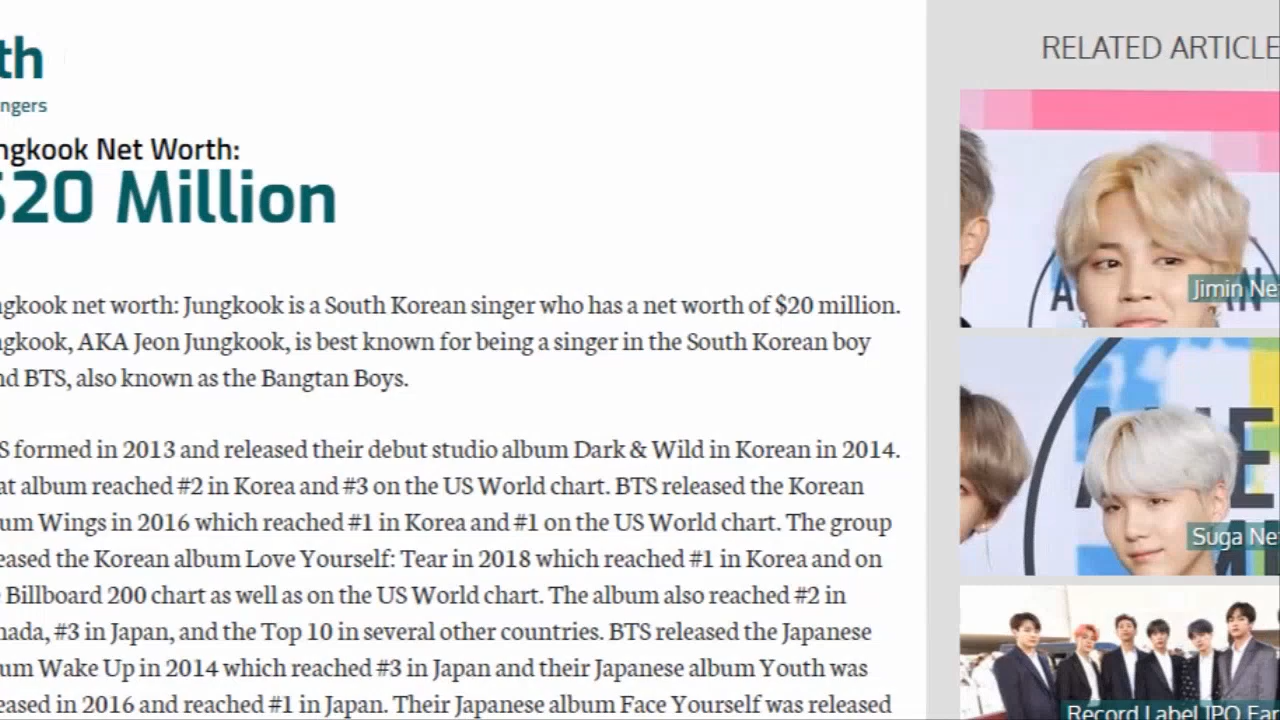 th
ngers
ngkook Net Worth:
$20 Million
ngkook net worth: Jungkook is a South Korean singer who has a net worth of $20 million.
ngkook, AKA Jeon Jungkook, is best known for being a singer in the South Korean boy
nd BTS, also known as the Bangtan Boys.
S formed in 2013 and released their debut studio album Dark & Wild in Korean in 2014.
at album reached #2 in Korea and #3 on the US World chart. BTS released the Korean
um Wings in 2016 which reached #1 in Korea and #1 on the US World chart. The group
eased the Korean album Love Yourself: Tear in 2018 which reached #1 in Korea and on
Billboard 200 chart as well as on the US World chart. The album also reached #2 in
nada, #3 in Japan, and the Top 10 in several other countries. BTS released the Japanese
um Wake Up in 2014 which reached #3 in Japan and their Japanese album Youth was
eased in 2016 and reached #1 in Japan. Their Japanese album Face Yourself was released
RELATED ARTICLE
Jimin Ne
Suga Ne
Record Label IPO Ear